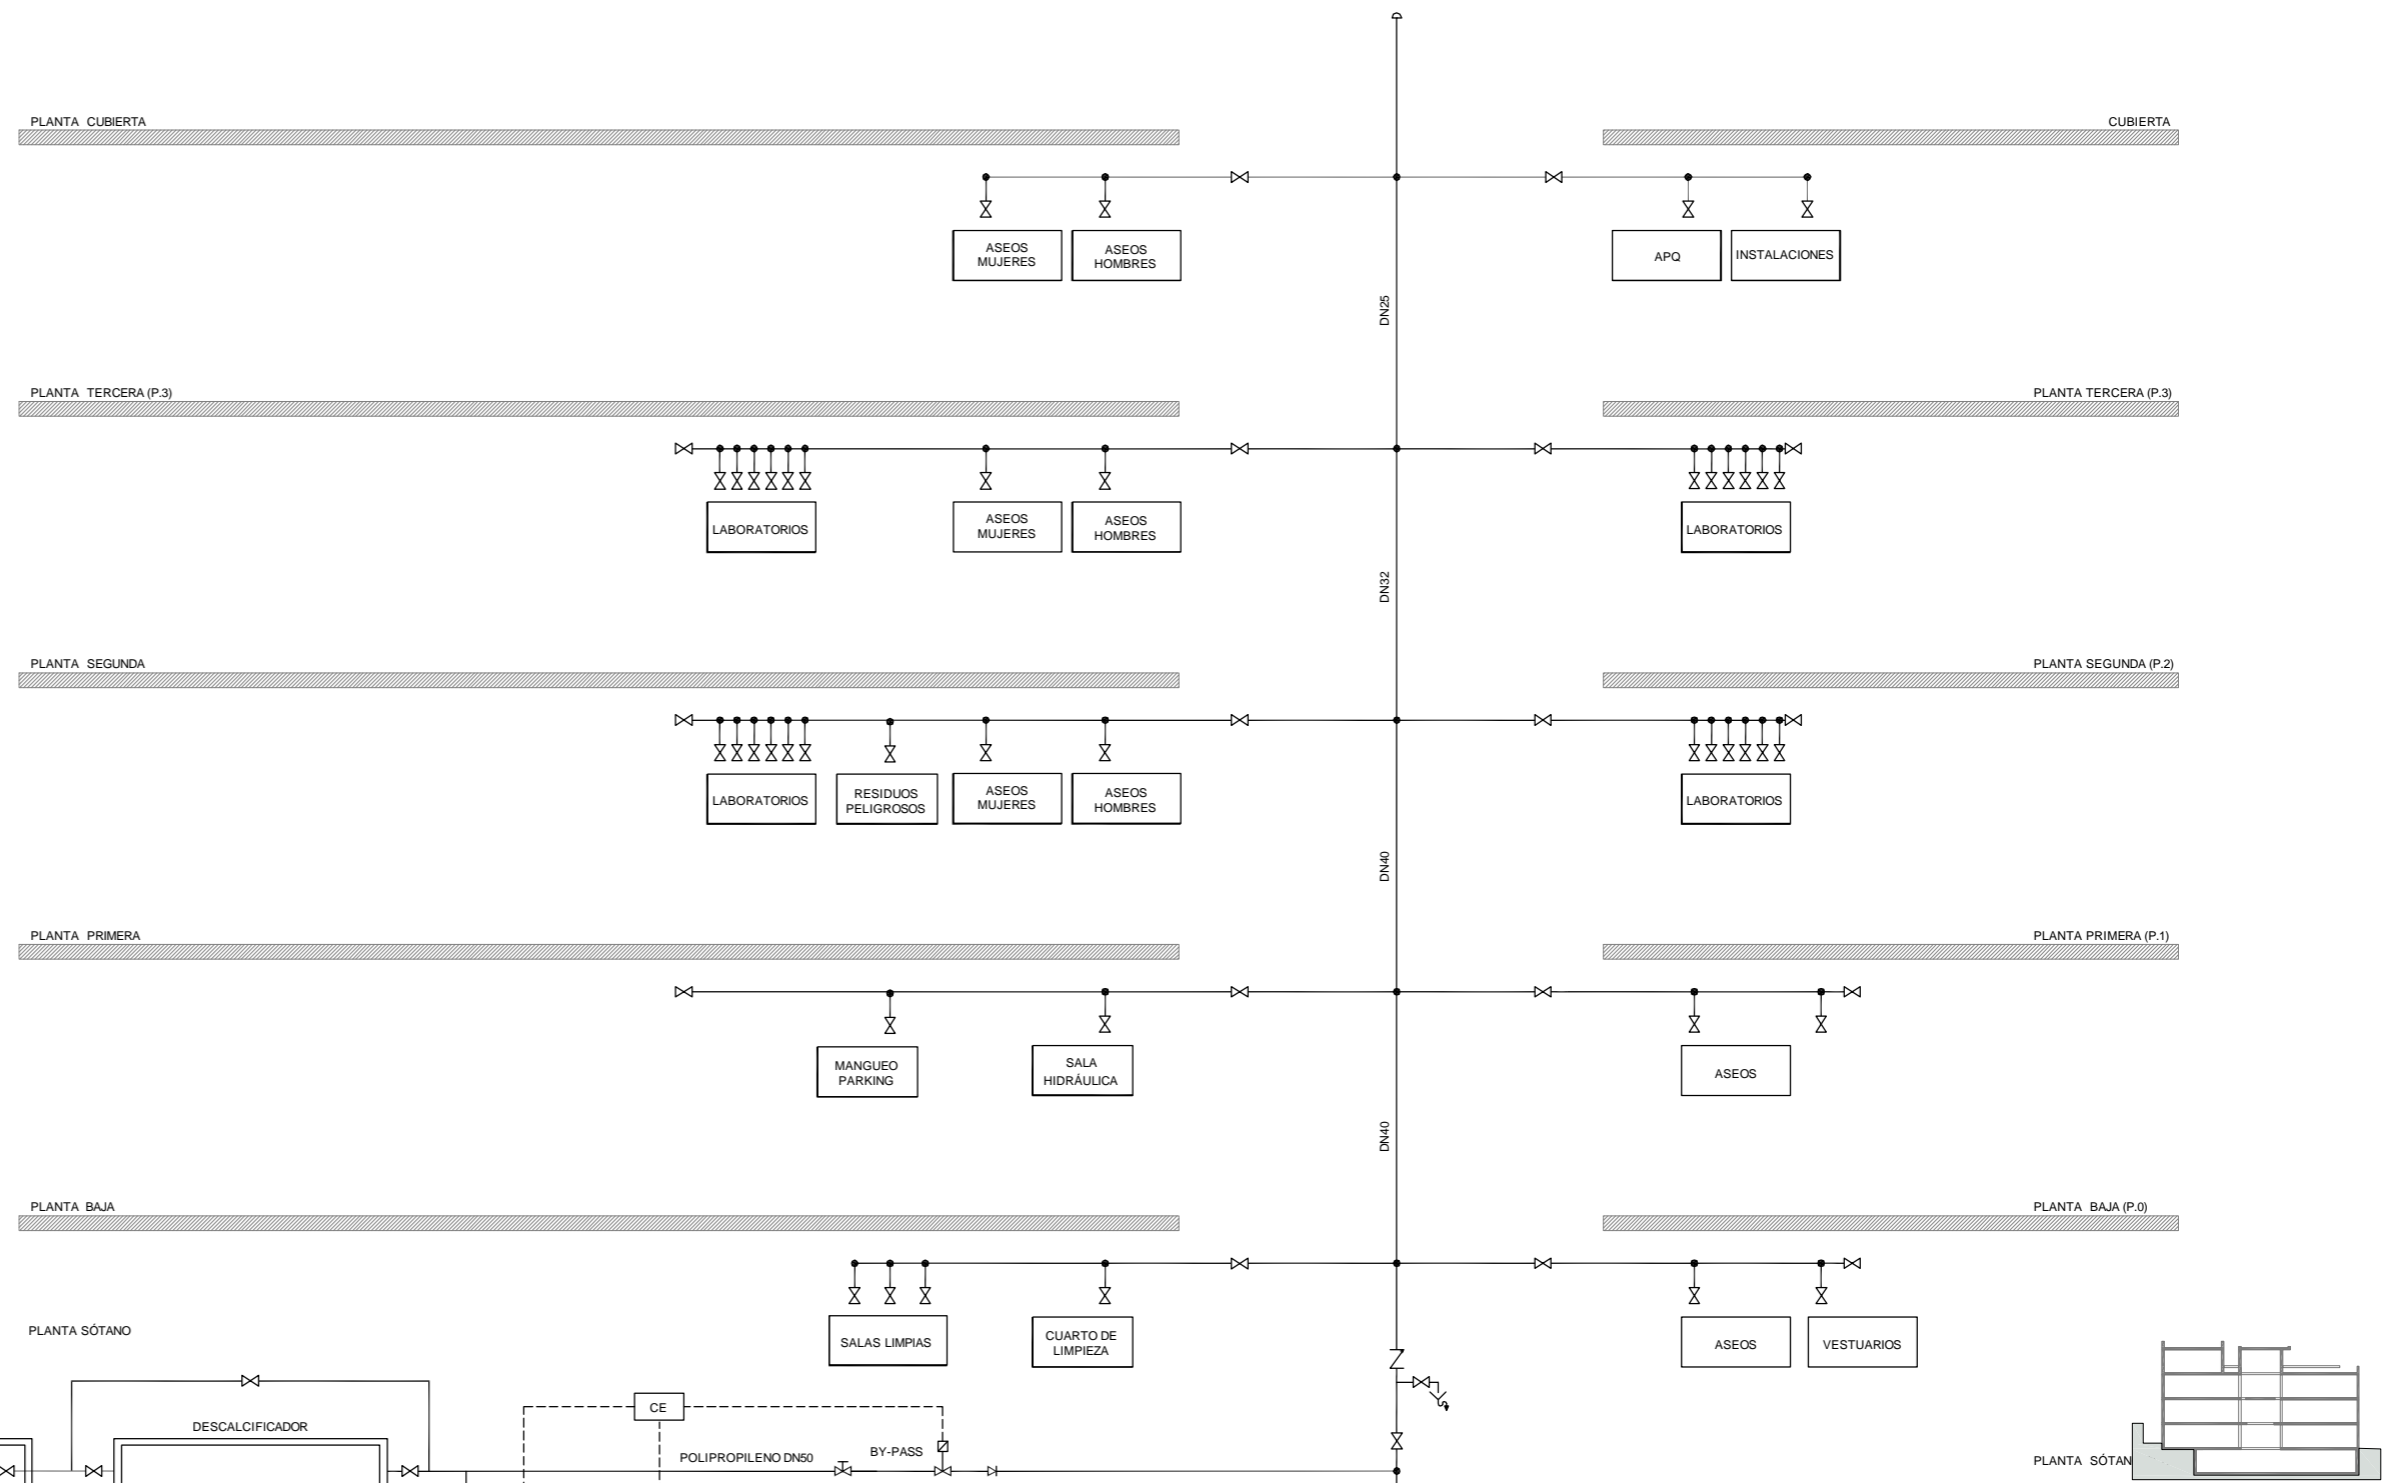 PLANTA CUBIERTA
CUBIERTA
ASEOS
MUJERES
ASEOS
HOMBRES
APQ
INSTALACIONES
DN25
PLANTA TERCERA (P.3)
PLANTA TERCERA (P.3)
LABORATORIOS
ASEOS
MUJERES
ASEOS
HOMBRES
LABORATORIOS
DN32
PLANTA SEGUNDA
PLANTA SEGUNDA (P.2)
LABORATORIOS
RESIDUOS
PELIGROSOS
ASEOS
MUJERES
ASEOS
HOMBRES
LABORATORIOS
DN40
PLANTA PRIMERA
PLANTA PRIMERA (P.1)
MANGUEO
PARKING
SALA
HIDRÁULICA
ASEOS
DN40
PLANTA BAJA
PLANTA BAJA (P.0)
SALAS LIMPIAS
CUARTO DE
LIMPIEZA
ASEOS
VESTUARIOS
PLANTA SÓTANO
DESCALCIFICADOR
CE
POLIPROPILENO DN50
BY-PASS
PLANTA SÓTAN